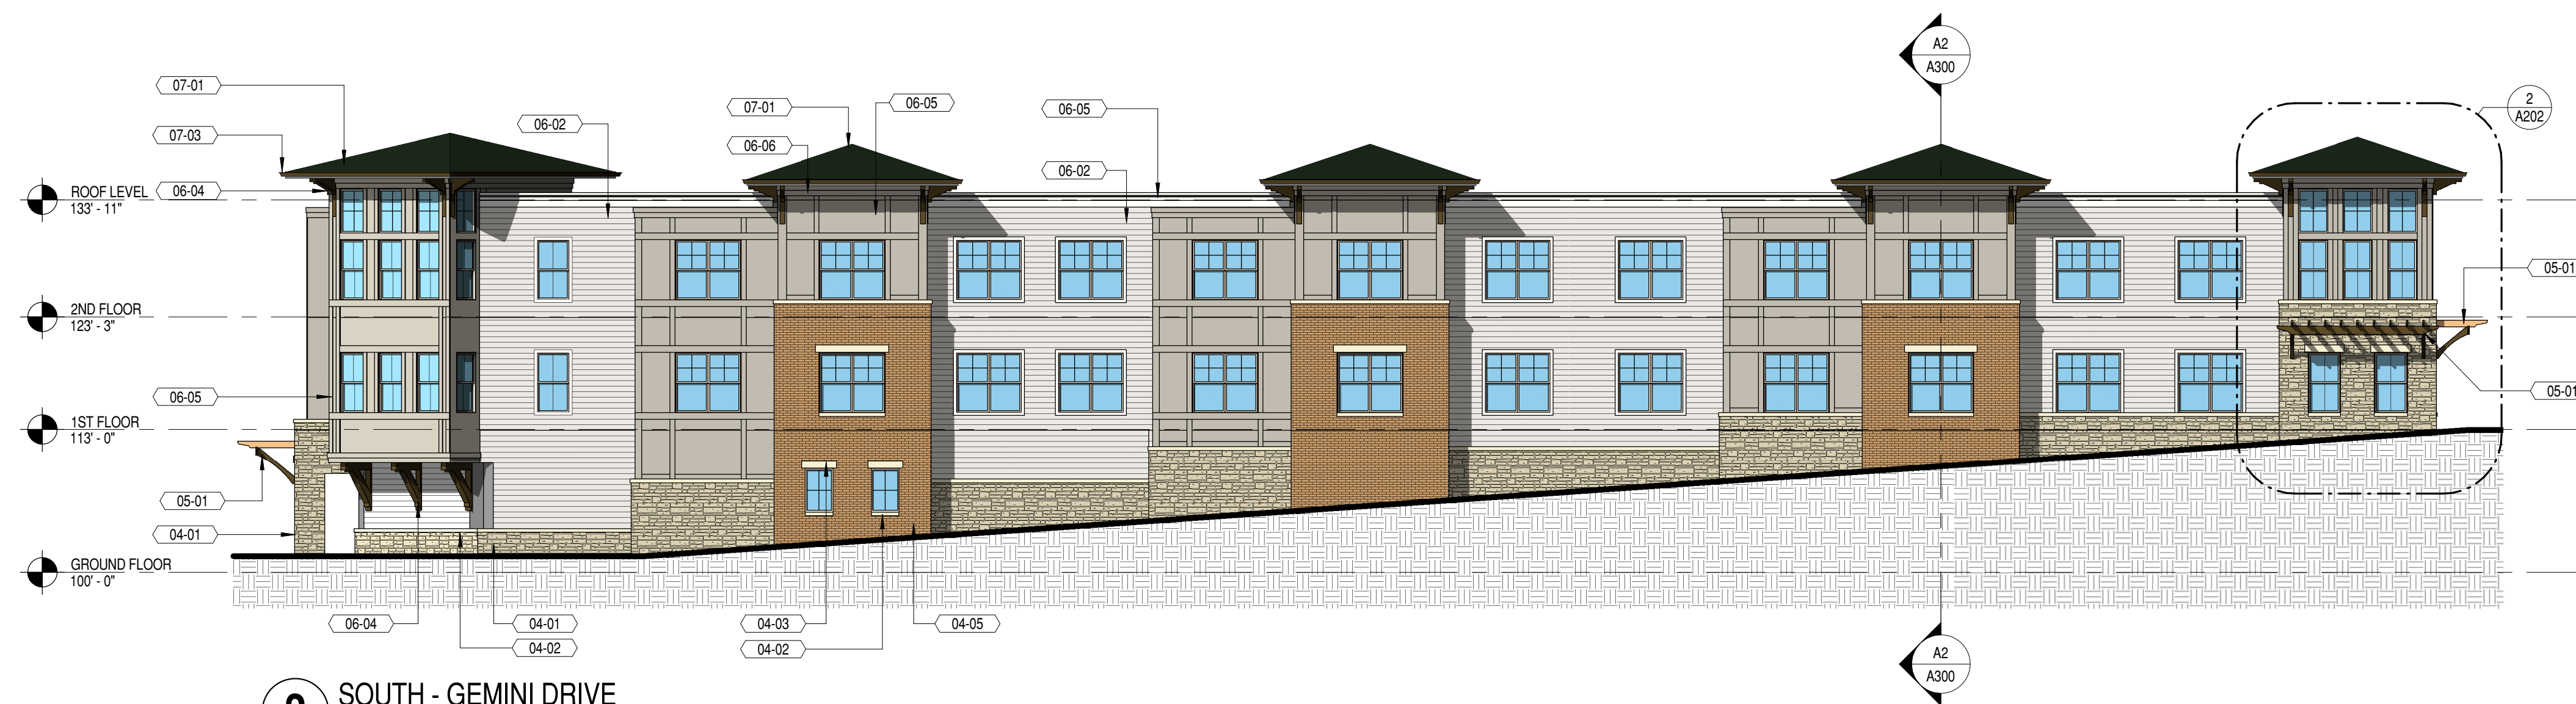 A2
A300
07-01
07-03
06-02
07-01
06-06
06-05
06-05
06-02
2
A202
ROOF LEVEL
133' - 11"
06-04
05-01
2ND FLOOR
123' - 3"
06-05
05-01
1ST FLOOR
113' - 0"
05-01
04-01
GROUND FLOOR
100' - 0"
06-04
04-01
04-02
04-03
04-02
04-05
A2
A300
SOUTH - GEMINI DRIVE